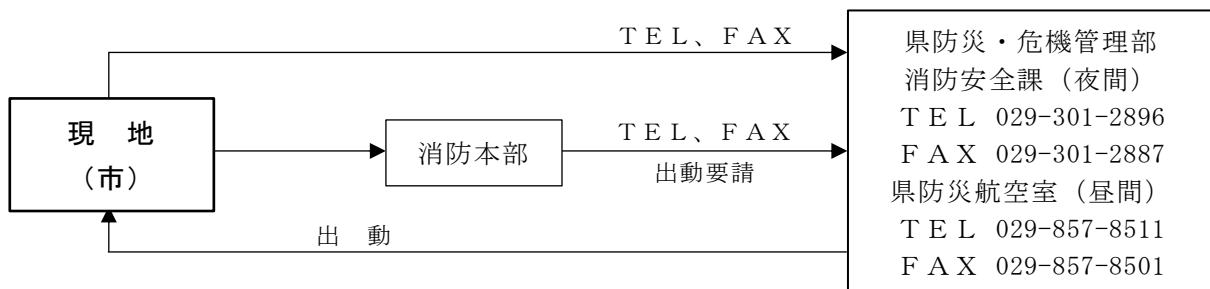 TEL、FAX
現 地
(市)
消防本部
TEL、FAX
出動要請
出 動
県防災・危機管理部
消防安全課(夜間)
TEL 029-301-2896
FAX 029-301-2887
県防災航空室(昼間)
TEL 029-857-8511
FAX 029-857-8501